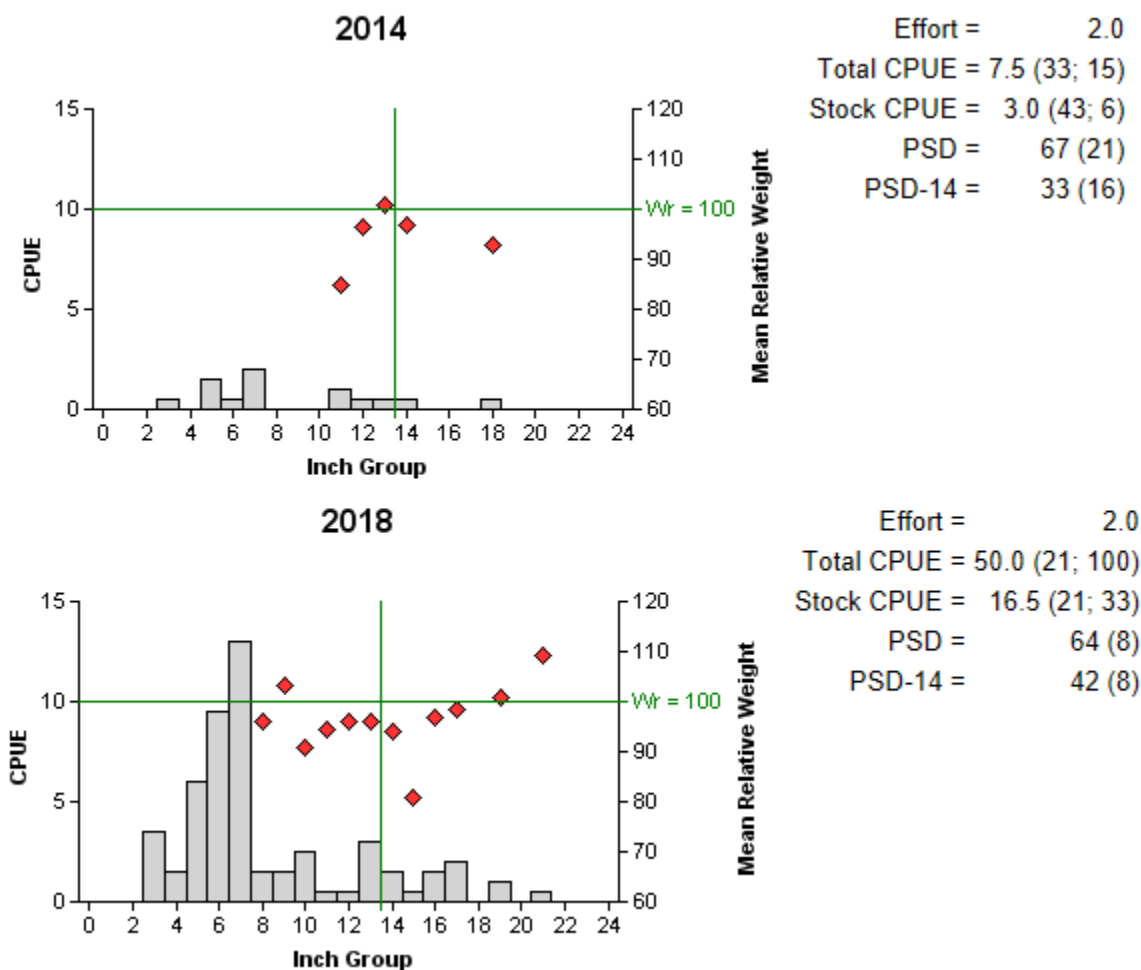 2014
Effort = 2.0
Total CPUE = 7.5 (33; 15)
Stock CPUE = 3.0 (43; 6)
PSD = 67 (21)
PSD-14 = 33 (16)
CPUE
15
10
5
0
120
110
Wr = 100
90
80
70
60
Mean Relative Weight
0 2 4 6 8 10 12 14 16 18 20 22 24
Inch Group
2018
Effort = 2.0
Total CPUE = 50.0 (21; 100)
Stock CPUE = 16.5 (21; 33)
PSD = 64 (8)
PSD-14 = 42 (8)
CPUE
15
10
5
0
120
110
Wr = 100
90
80
70
60
Mean Relative Weight
0 2 4 6 8 10 12 14 16 18 20 22 24
Inch Group